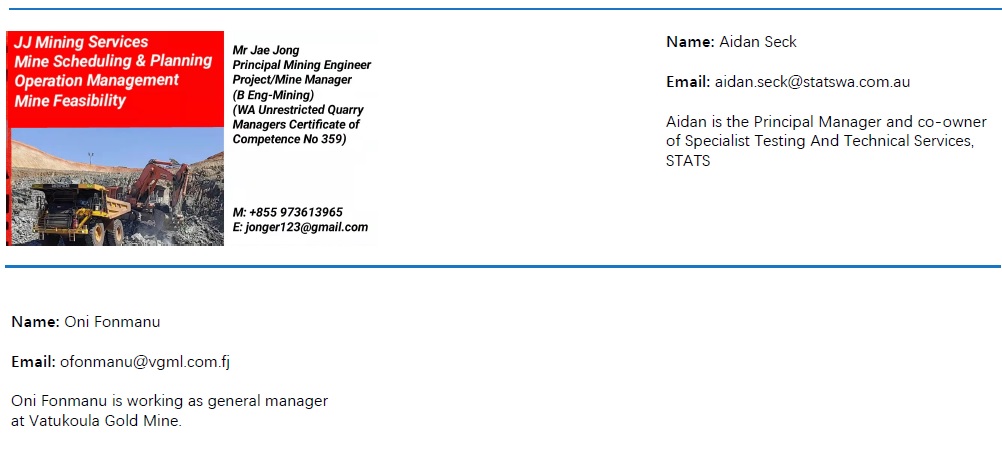 JJ Mining Services
Mine Scheduling & Planning
Operation Management
Mine Feasibility
Mr Jae Jong
Principal Mining Engineer
Project/Mine Manager
(B Eng-Mining)
(WA Unrestricted Quarry
Managers Certificate of
Competence No 359)
M: +855 973613965
E: jonger123@gmail.com
Name: Aidan Seck
Email: aidan.seck@statswa.com.au
Aidan is the Principal Manager and co-owner
of Specialist Testing And Technical Services,
STATS
Name: Oni Fonmanu
Email: ofonmanu@vgml.com.fj
Oni Fonmanu is working as general manager
at Vatukoula Gold Mine.